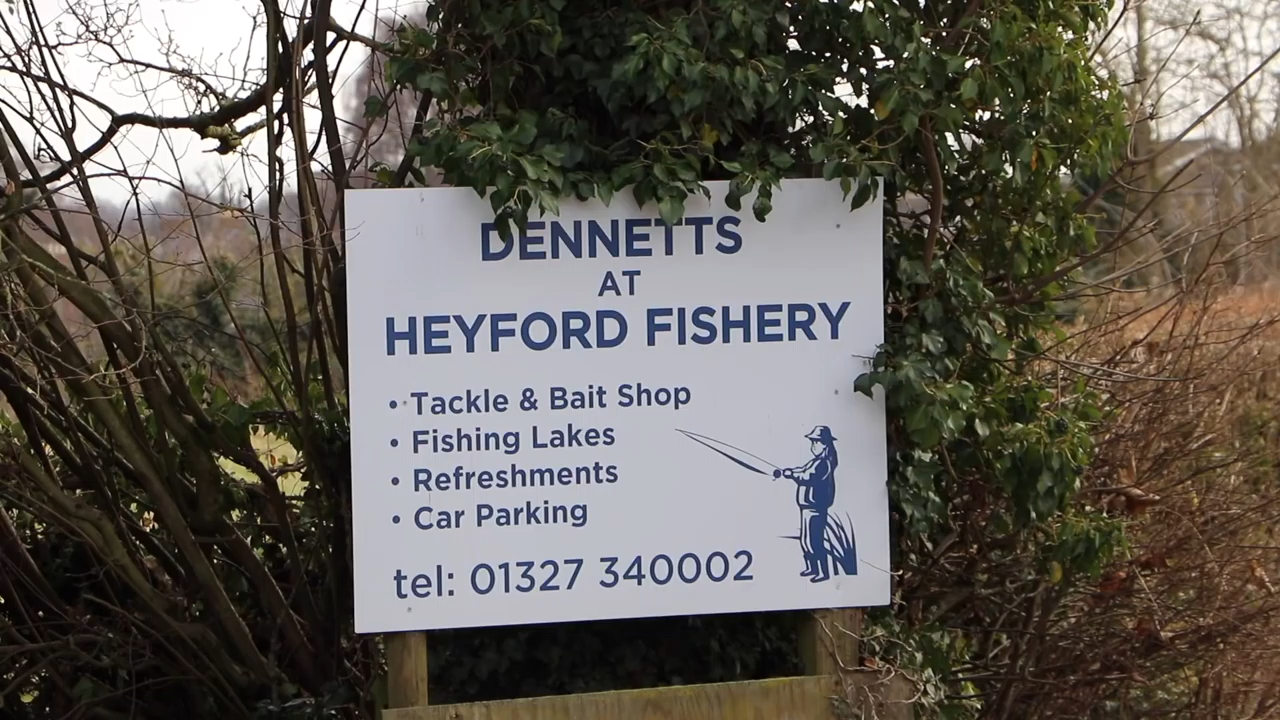 DENNETTS
AT
HEYFORD FISHERY
• Tackle & Bait Shop
• Fishing Lakes
• Refreshments
• Car Parking
tel: 01327 340002